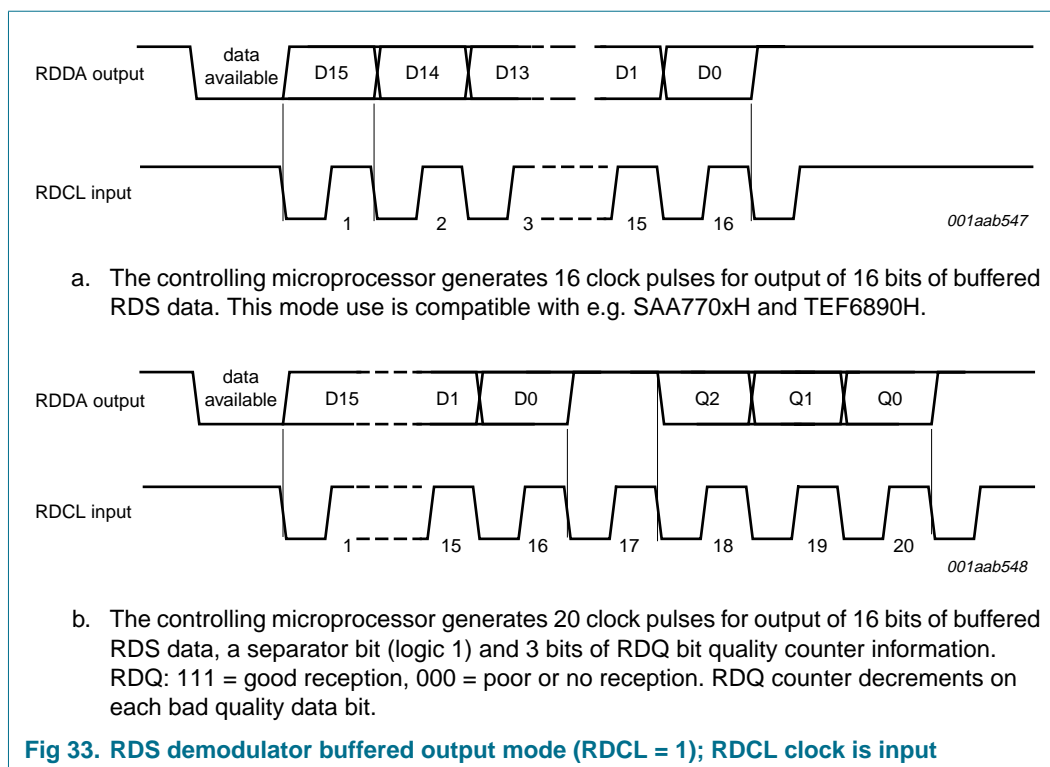 RDDA output
data
available
D15
D14
D13
D1
D0
RDCL input
1
2
3
15
16
001aab547
a. The controlling microprocessor generates 16 clock pulses for output of 16 bits of buffered
RDS data. This mode use is compatible with e.g. SAA770xH and TEF6890H.
RDDA output
data
available
D15
D1
D0
Q2
Q1
Q0
RDCL input
1
15
16
17
18
19
20
001aab548
b. The controlling microprocessor generates 20 clock pulses for output of 16 bits of buffered
RDS data, a separator bit (logic 1) and 3 bits of RDQ bit quality counter information.
RDQ: 111 = good reception, 000 = poor or no reception. RDQ counter decrements on
each bad quality data bit.
Fig 33. RDS demodulator buffered output mode (RDCL = 1); RDCL clock is input